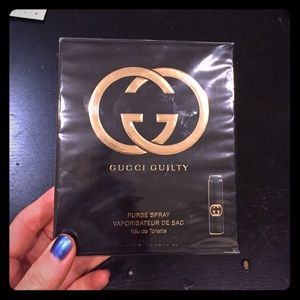 GUCCI GUILTY
PURSE SPRAY
VAPORISATEUR DE SAC
Eau de Toilette